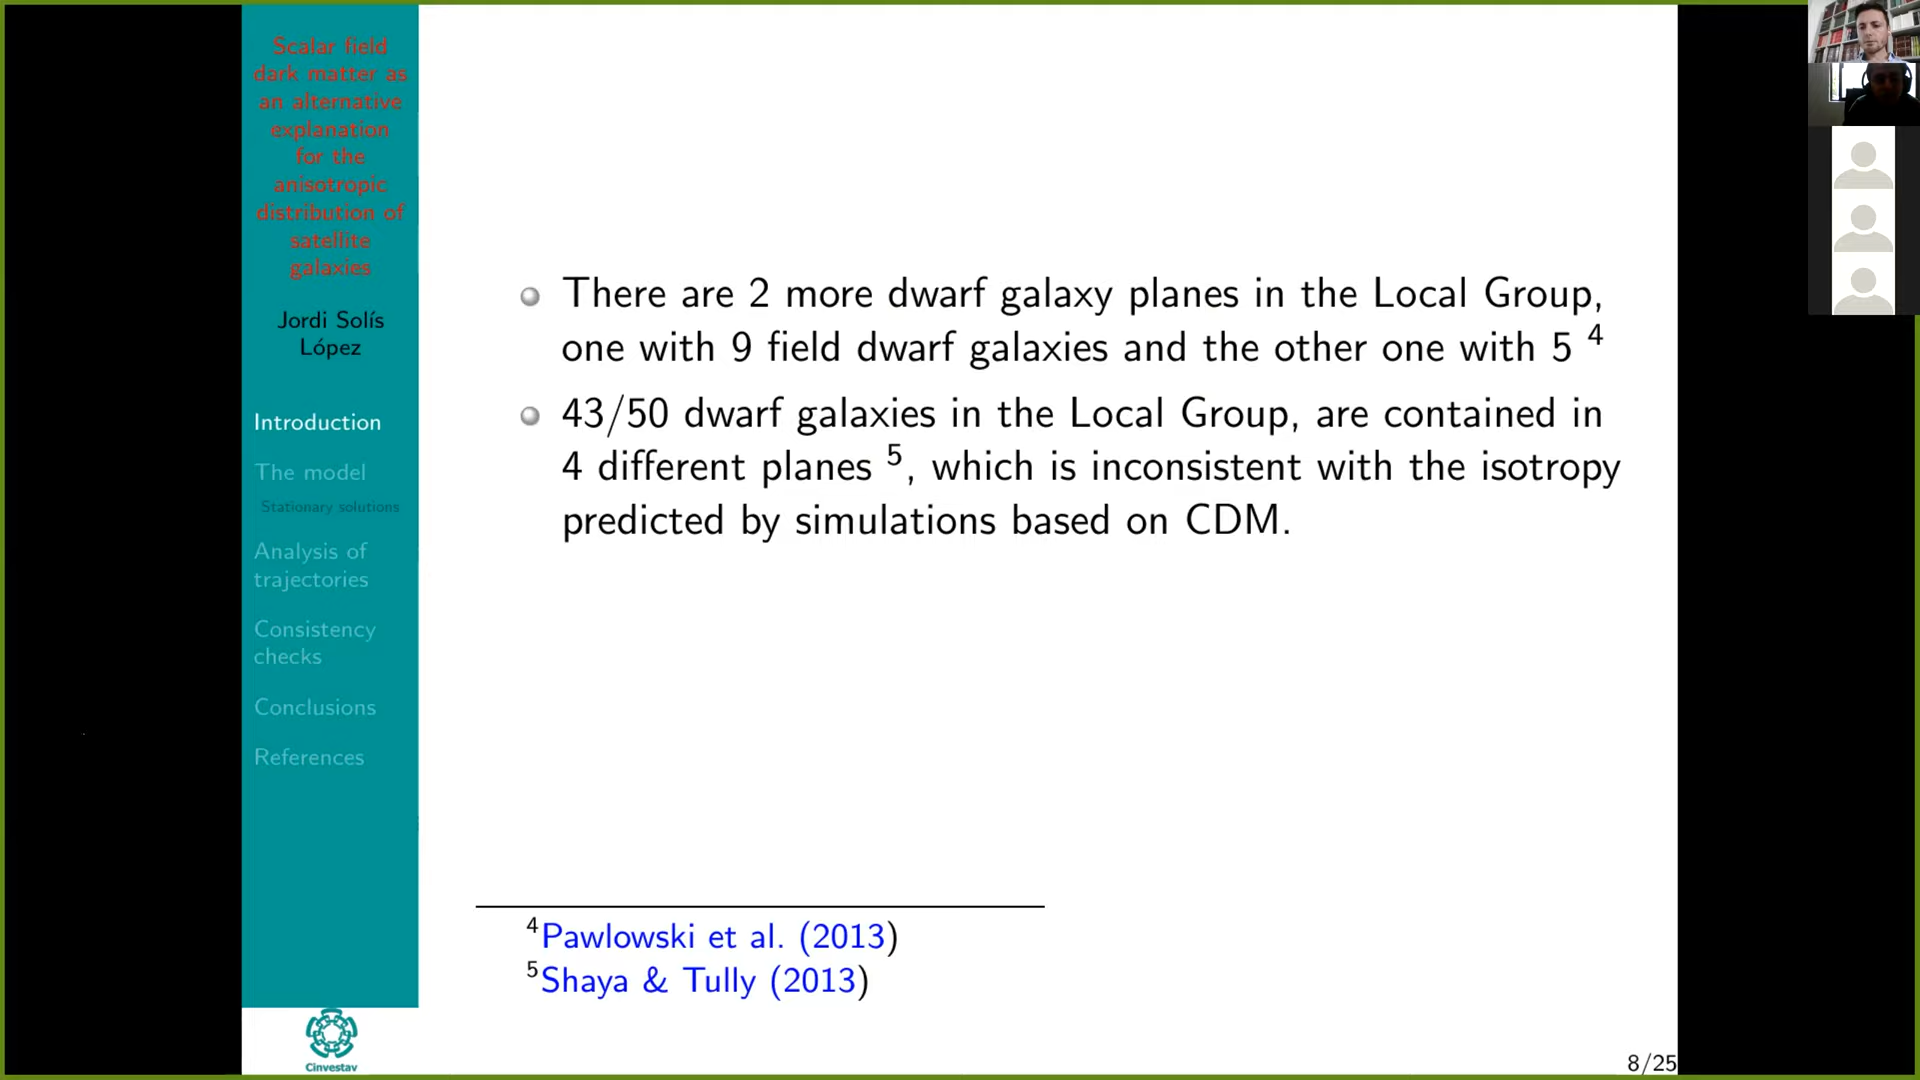 Scalar field
dark matter as
an alternative
explanation
for the
anisotropic
distribution of
satellite
galaxies
Jordi Solís
López
Introduction
The model
Stationary solutions
Analysis of
trajectories
Consistency
checks
Conclusions
References
Cinvestav
There are 2 more dwarf galaxy planes in the Local Group,
one with 9 field dwarf galaxies and the other one with 5 ⁴
43/50 dwarf galaxies in the Local Group, are contained in
4 different planes ⁵, which is inconsistent with the isotropy
predicted by simulations based on CDM.
⁴Pawlowski et al. (2013)
⁵Shaya & Tully (2013)
8/25